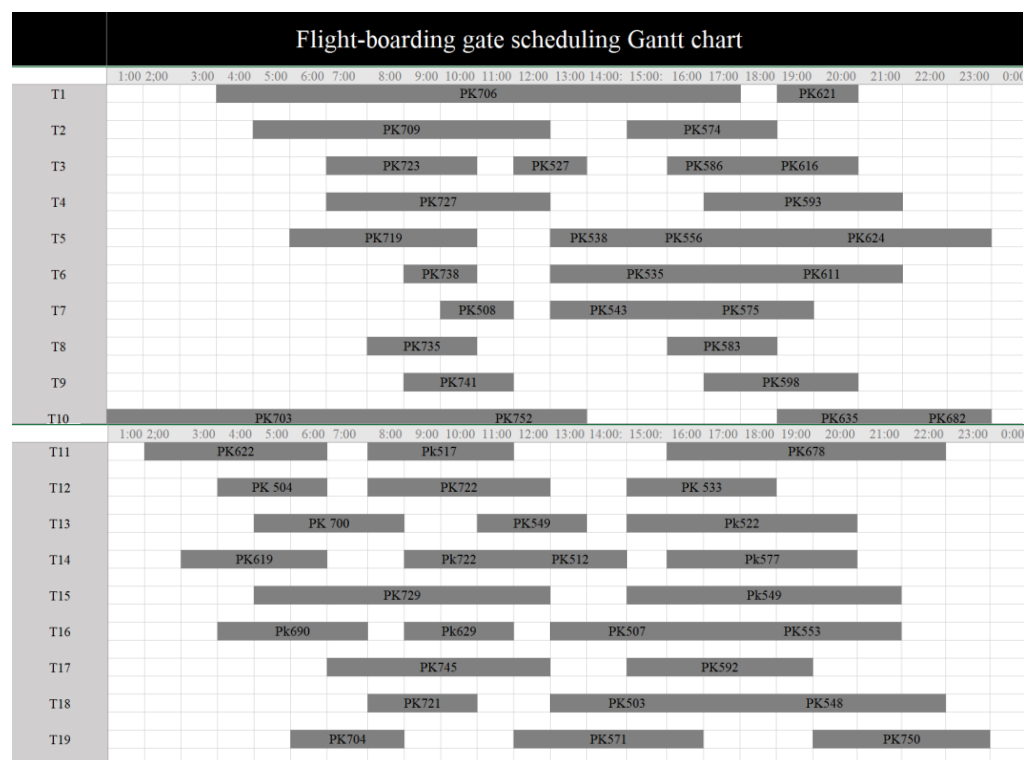 Flight-boarding gate scheduling Gantt chart
1:00 2;00 3:00 4:00 5:00 6:00 7:00 8:00 9:00 10:00 11:00 12:00 13:00 14:00: 15:00: 16:00 17:00 18:00 19:00 20:00 21:00 22:00 23:00 0:00
T1 PK706 PK621
T2 PK709 PK574
T3 PK723 PK527 PK586 PK616
T4 PK727 PK593
T5 PK719 PK538 PK556 PK624
T6 PK738 PK535 PK611
T7 PK508 PK543 PK575
T8 PK735 PK583
T9 PK741 PK598
T10 PK703 PK752 PK635 PK682
1:00 2;00 3:00 4:00 5:00 6:00 7:00 8:00 9:00 10:00 11:00 12:00 13:00 14:00: 15:00: 16:00 17:00 18:00 19:00 20:00 21:00 22:00 23:00 0:00
T11 PK622 Pk517 PK678
T12 PK 504 PK722 PK 533
T13 PK 700 PK549 Pk522
T14 PK619 Pk722 PK512 Pk577
T15 PK729 Pk549
T16 Pk690 Pk629 PK507 PK553
T17 PK745 PK592
T18 PK721 PK503 PK548
T19 PK704 PK571 PK750